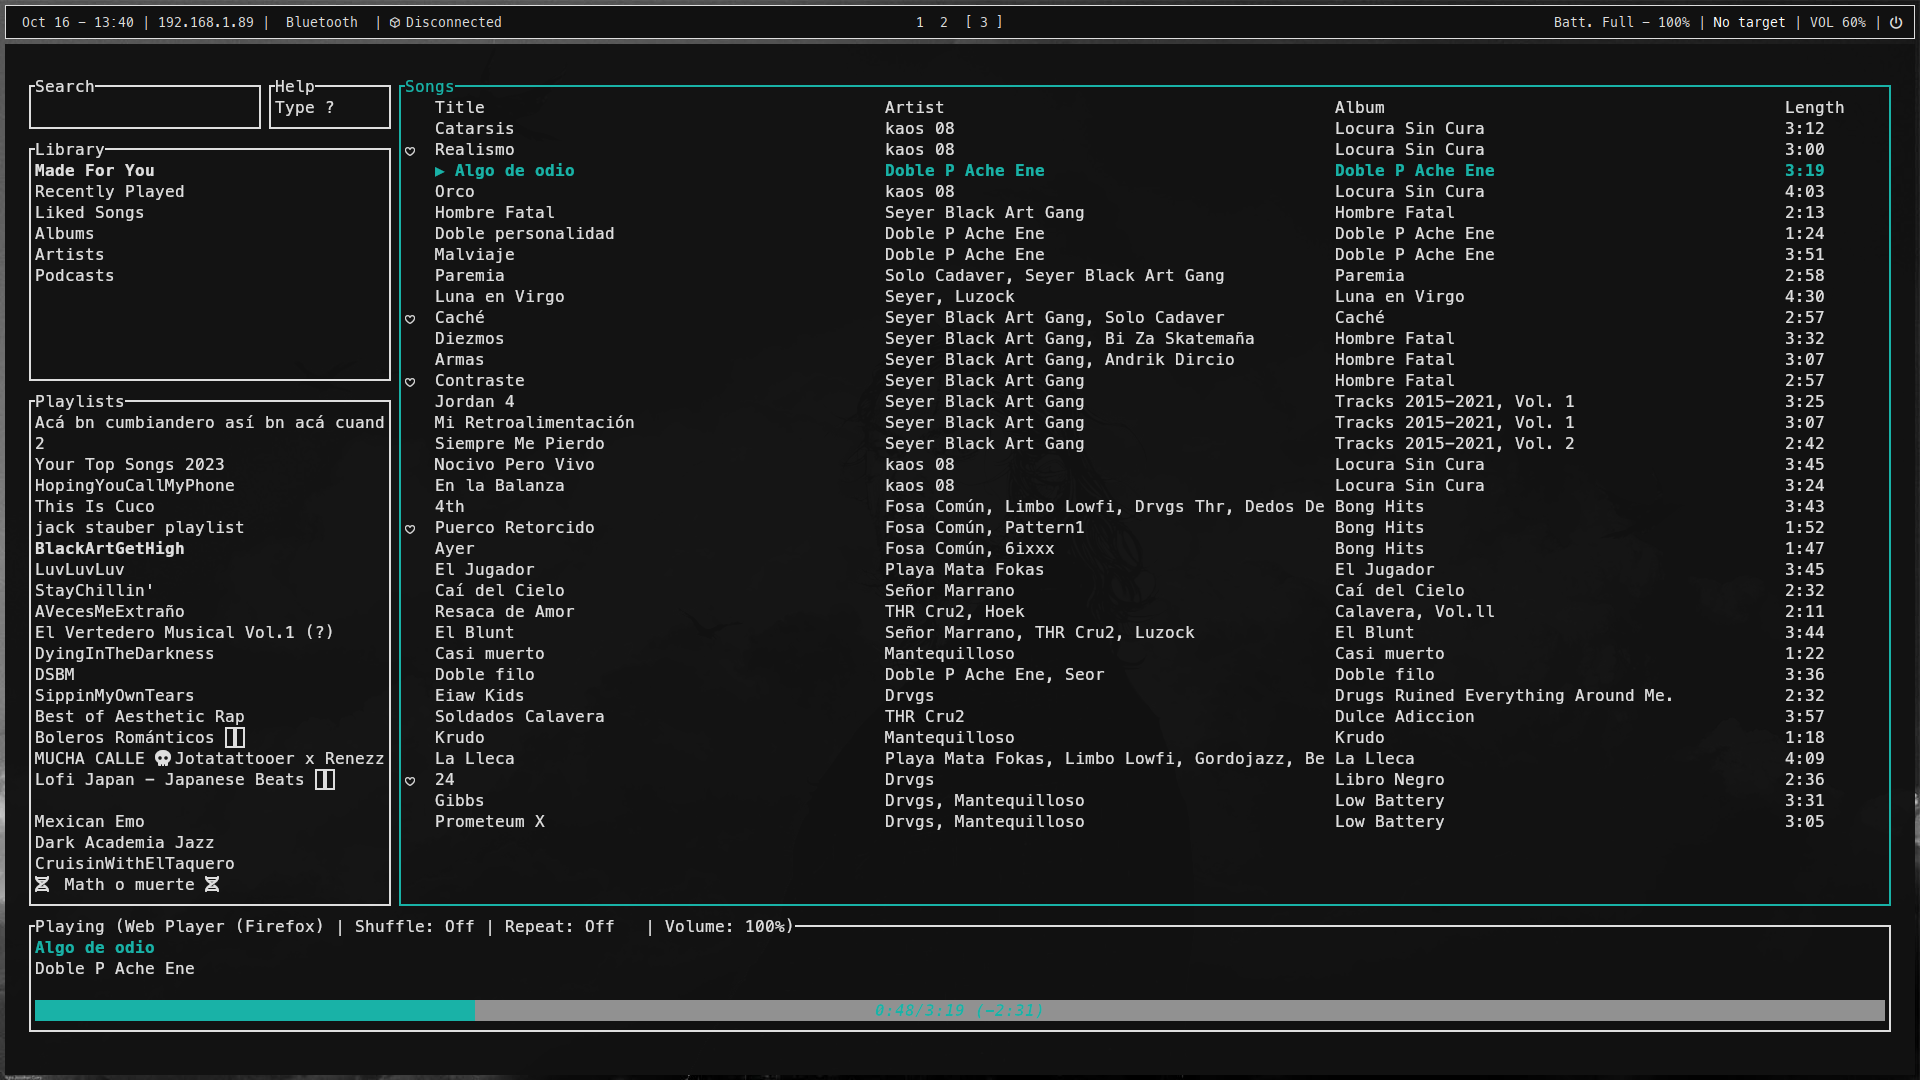 Oct 16 - 13:40 | 192.168.1.89 | Bluetooth | Disconnected
1 2 [ 3 ]
Batt. Full - 100% | No target | VOL 60% |
Search
Help
Type ?
Library
Made For You
Recently Played
Liked Songs
Albums
Artists
Podcasts
Playlists
Acá bn cumbiandero así bn acá cuand
2
Your Top Songs 2023
HopingYouCallMyPhone
This Is Cuco
jack stauber playlist
BlackArtGetHigh
LuvLuvLuv
StayChillin'
AVecesMeExtraño
El Vertedero Musical Vol.1 (?)
DyingInTheDarkness
DSBM
SippinMyOwnTears
Best of Aesthetic Rap
Boleros Románticos
MUCHA CALLE 💀Jotatattooer x Renezz
Lofi Japan - Japanese Beats
Mexican Emo
Dark Academia Jazz
CruisinWithElTaquero
Math o muerte
Songs
Title Artist Album Length
Catarsis kaos 08 Locura Sin Cura 3:12
♡ Realismo kaos 08 Locura Sin Cura 3:00
▶ Algo de odio Doble P Ache Ene Doble P Ache Ene 3:19
Orco kaos 08 Locura Sin Cura 4:03
Hombre Fatal Seyer Black Art Gang Hombre Fatal 2:13
Doble personalidad Doble P Ache Ene Doble P Ache Ene 1:24
Malviaje Doble P Ache Ene Doble P Ache Ene 3:51
Paremia Solo Cadaver, Seyer Black Art Gang Paremia 2:58
Luna en Virgo Seyer, Luzock Luna en Virgo 4:30
♡ Caché Seyer Black Art Gang, Solo Cadaver Caché 2:57
Diezmos Seyer Black Art Gang, Bi Za Skatemaña Hombre Fatal 3:32
Armas Seyer Black Art Gang, Andrik Dircio Hombre Fatal 3:07
♡ Contraste Seyer Black Art Gang Hombre Fatal 2:57
Jordan 4 Seyer Black Art Gang Tracks 2015-2021, Vol. 1 3:25
Mi Retroalimentación Seyer Black Art Gang Tracks 2015-2021, Vol. 1 3:07
Siempre Me Pierdo Seyer Black Art Gang Tracks 2015-2021, Vol. 2 2:42
Nocivo Pero Vivo kaos 08 Locura Sin Cura 3:45
En la Balanza kaos 08 Locura Sin Cura 3:24
4th Fosa Común, Limbo Lowfi, Drvgs Thr, Dedos De Bong Hits 3:43
♡ Puerco Retorcido Fosa Común, Pattern1 Bong Hits 1:52
Ayer Fosa Común, 6ixxx Bong Hits 1:47
El Jugador Playa Mata Fokas El Jugador 3:45
Caí del Cielo Señor Marrano Caí del Cielo 2:32
Resaca de Amor THR Cru2, Hoek Calavera, Vol.ll 2:11
El Blunt Señor Marrano, THR Cru2, Luzock El Blunt 3:44
Casi muerto Mantequilloso Casi muerto 1:22
Doble filo Doble P Ache Ene, Seor Doble filo 3:36
Eiaw Kids Drvgs Drugs Ruined Everything Around Me. 2:32
Soldados Calavera THR Cru2 Dulce Adiccion 3:57
Krudo Mantequilloso Krudo 1:18
La Lleca Playa Mata Fokas, Limbo Lowfi, Gordojazz, Be La Lleca 4:09
♡ 24 Drvgs Libro Negro 2:36
Gibbs Drvgs, Mantequilloso Low Battery 3:31
Prometeum X Drvgs, Mantequilloso Low Battery 3:05
Playing (Web Player (Firefox) | Shuffle: Off | Repeat: Off | Volume: 100%)
Algo de odio
Doble P Ache Ene
0:48/3:19 (-2:31)